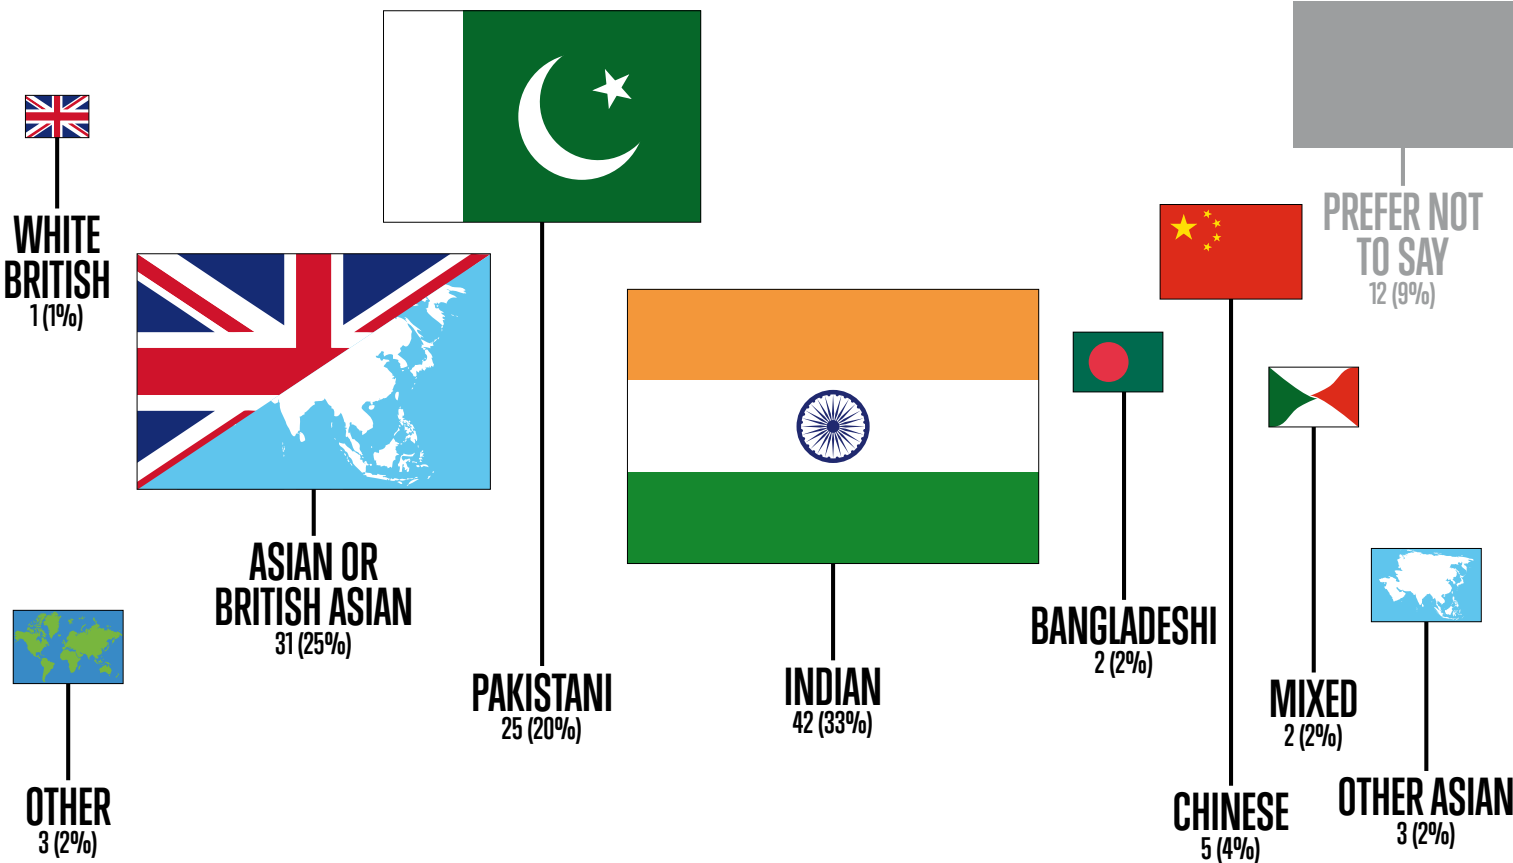 WHITE
BRITISH
1 (1%)
ASIAN OR
BRITISH ASIAN
31 (25%)
OTHER
3 (2%)
PAKISTANI
25 (20%)
INDIAN
42 (33%)
BANGLADESHI
2 (2%)
CHINESE
5 (4%)
MIXED
2 (2%)
OTHER ASIAN
3 (2%)
PREFER NOT
TO SAY
12 (9%)